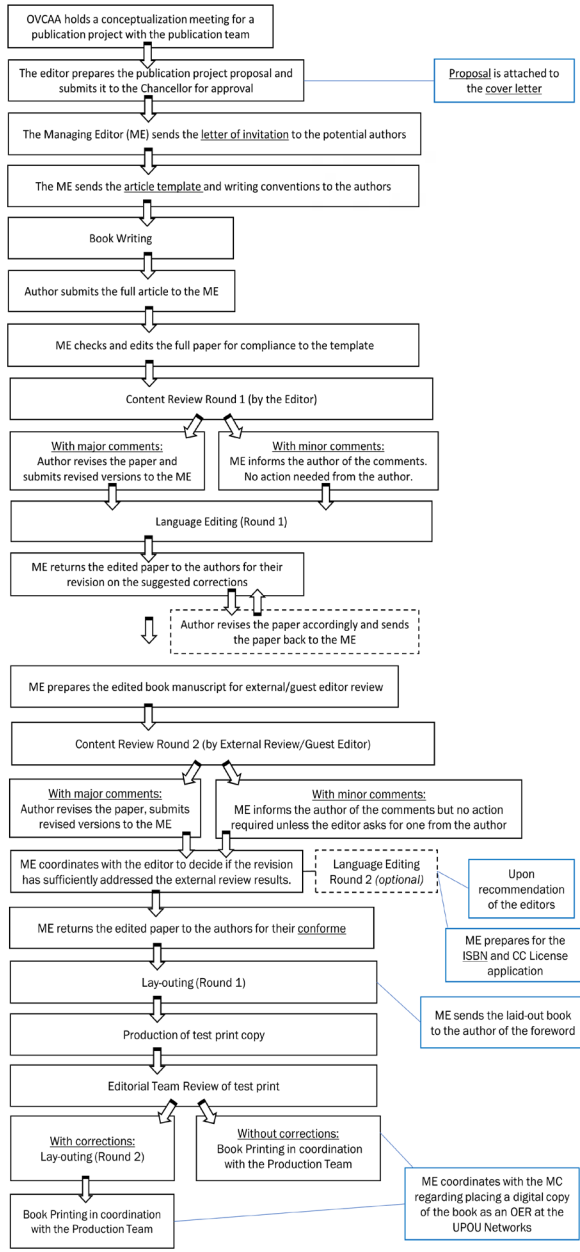 OVCAA holds a conceptualization meeting for a
publication project with the publication team
The editor prepares the publication project proposal and
submits it to the Chancellor for approval
Proposal is attached to
the cover letter
The Managing Editor (ME) sends the letter of invitation to the potential authors
The ME sends the article template and writing conventions to the authors
Book Writing
Author submits the full article to the ME
ME checks and edits the full paper for compliance to the template
Content Review Round 1 (by the Editor)
With major comments:
Author revises the paper and
submits revised versions to the ME
With minor comments:
ME informs the author of the comments.
No action needed from the author.
Language Editing (Round 1)
ME returns the edited paper to the authors for their
revision on the suggested corrections
Author revises the paper accordingly and sends
the paper back to the ME
ME prepares the edited book manuscript for external/guest editor review
Content Review Round 2 (by External Review/Guest Editor)
With major comments:
Author revises the paper, submits
revised versions to the ME
With minor comments:
ME informs the author of the comments but no action
required unless the editor asks for one from the author
ME coordinates with the editor to decide if the revision
has sufficiently addressed the external review results.
Language Editing
Round 2 (optional)
Upon
recommendation
of the editors
ME returns the edited paper to the authors for their conforme
ME prepares for the
ISBN and CC License
application
Lay-outing (Round 1)
ME sends the laid-out book
to the author of the foreword
Production of test print copy
Editorial Team Review of test print
With corrections:
Lay-outing (Round 2)
Without corrections:
Book Printing in coordination
with the Production Team
ME coordinates with the MC
regarding placing a digital copy
of the book as an OER at the
UPOU Networks
Book Printing in coordination
with the Production Team